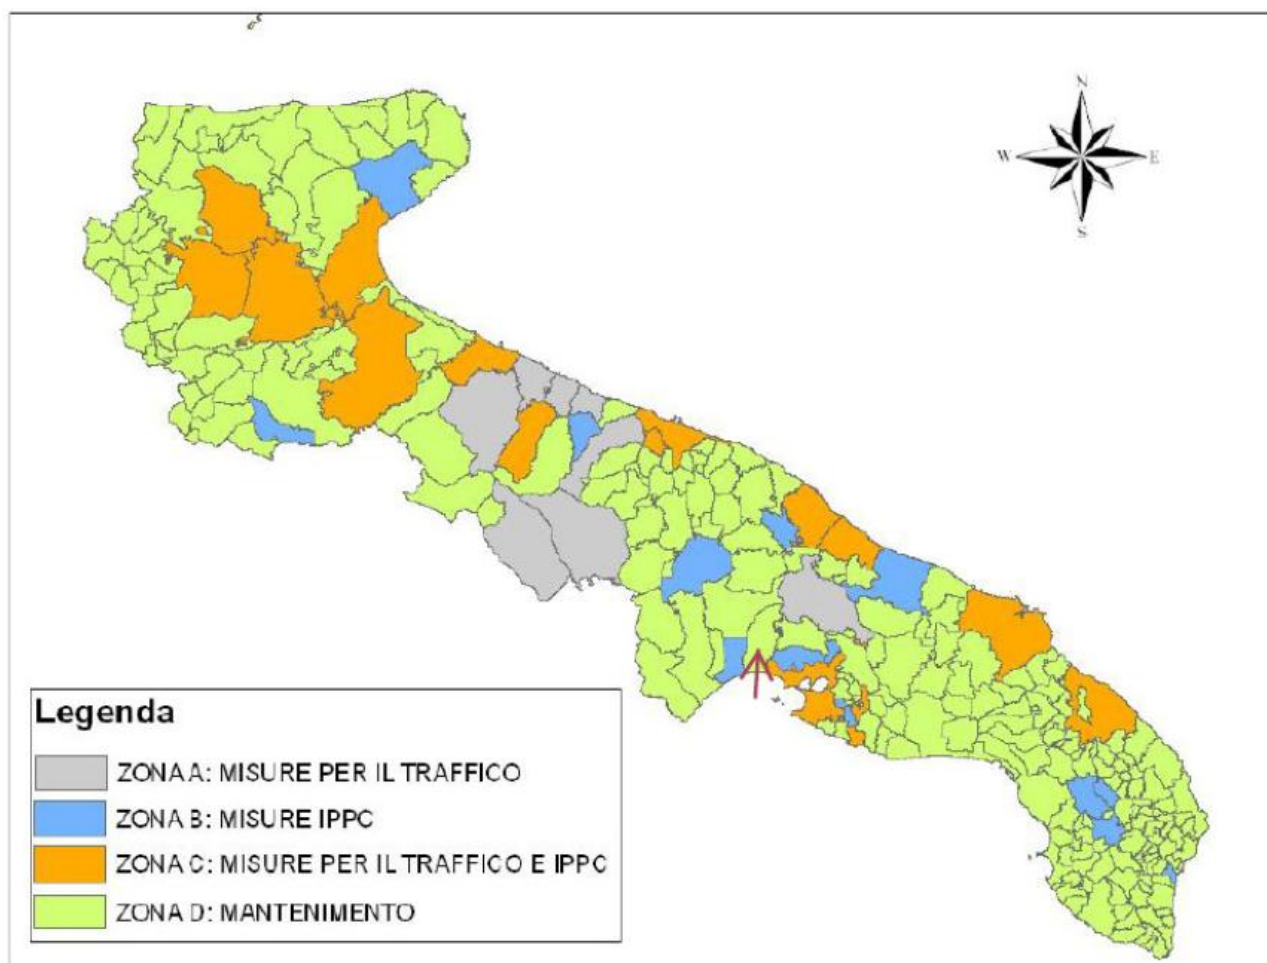 N
W E
S
Legenda
ZONA A: MISURE PER IL TRAFFICO
ZONA B: MISURE IPPC
ZONA C: MISURE PER IL TRAFFICO E IPPC
ZONA D: MANTENIMENTO